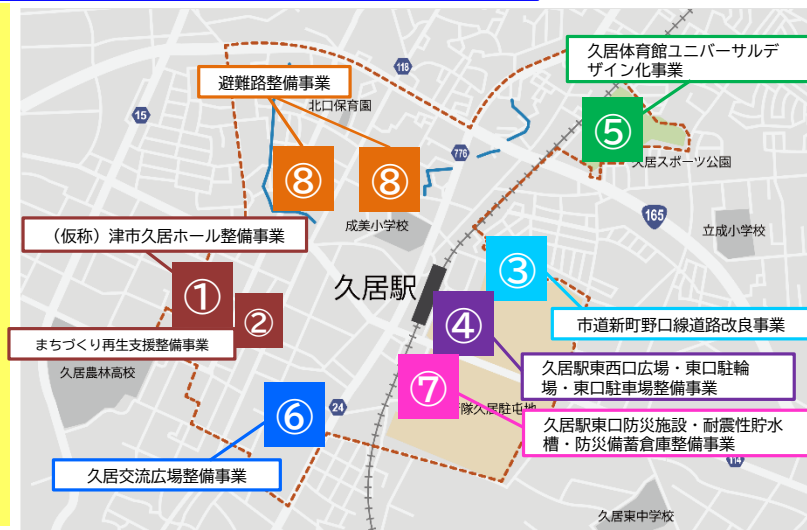 久居体育館ユニバーサルデ
ザイン化事業
118
避難路整備事業
北口保育園
15
⑤
776
久居スポーツ公園
⑧
⑧
165
成美小学校
立成小学校
（仮称）津市久居ホール整備事業
久居駅
③
①
②
④
市道新町野口線道路改良事業
まちづくり再生支援整備事業
久居駅東西口広場・東口駐輪
場・東口駐車場整備事業
久居農林高校
⑦
⑥
24
隊久居駐屯地
久居駅東口防災施設・耐震性貯水
槽・防災備蓄倉庫整備事業
114
久居交流広場整備事業
久居東中学校